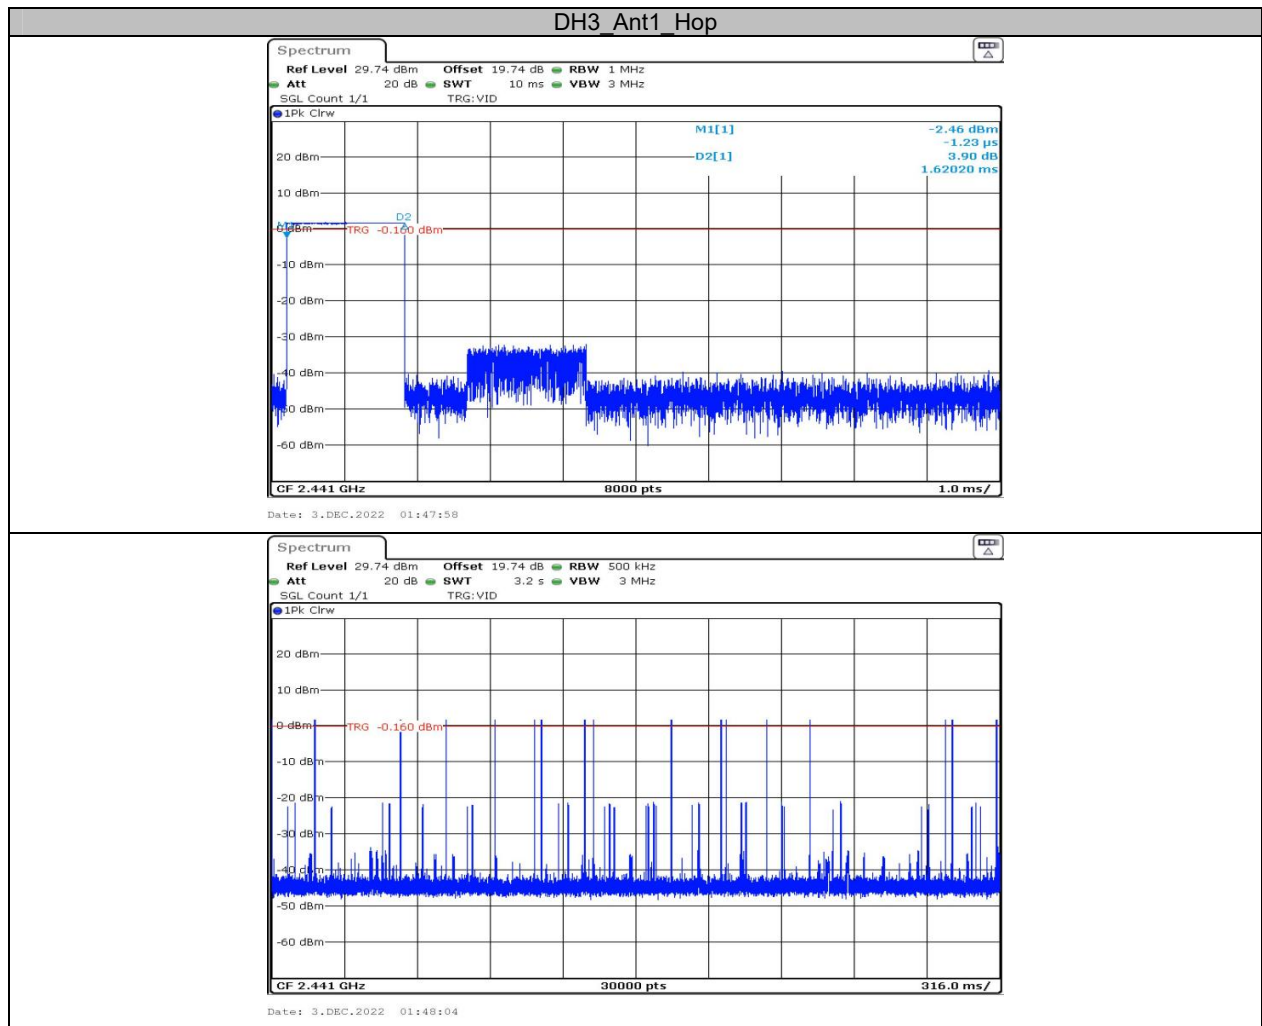 DH3_Ant1_Hop
Spectrum
Ref Level 29.74 dBm Offset 19.74 dB RBW 1 MHz
Att 20 dB SWT 10 ms VBW 3 MHz
SGL Count 1/1 TRG:VID
1Pk Clrw
M1[1] -2.46 dBm
-1.23 µs
20 dBm D2[1] 3.90 dB
1.62020 ms
10 dBm
D2
0 dBm TRG -0.160 dBm
-10 dBm
-20 dBm
-30 dBm
-40 dBm
-50 dBm
-60 dBm
CF 2.441 GHz 8000 pts 1.0 ms/
Date: 3.DEC.2022 01:47:58
Spectrum
Ref Level 29.74 dBm Offset 19.74 dB RBW 500 kHz
Att 20 dB SWT 3.2 s VBW 3 MHz
SGL Count 1/1 TRG:VID
1Pk Clrw
20 dBm
10 dBm
0 dBm TRG -0.160 dBm
-10 dBm
-20 dBm
-30 dBm
-40 dBm
-50 dBm
-60 dBm
CF 2.441 GHz 30000 pts 316.0 ms/
Date: 3.DEC.2022 01:48:04